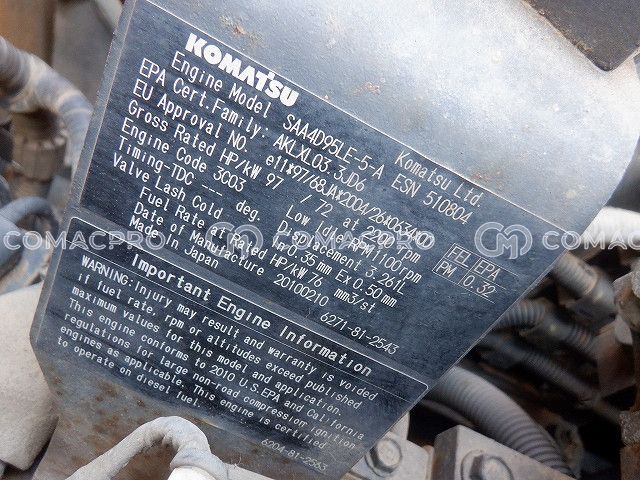 KOMATSU
Komatsu Ltd.
Engine Model SAA4D95LE-5-A ESN 510804
EPA Cert.Family: AKLXL03.3JD6
EU Approval NO. e11*97/68JA*2004/26*0634*00
Gross Rated HP/kW 97 / 72 at 2200 rpm
Engine Code 3C03 Low Idle RPM 1100rpm
Timing-TDC ___ deg. Displacement 3.261L
Valve Lash Cold In 0.35mm Ex 0.50mm
Fuel Rate at Rated HP/kW 76 mm3/st
Date of Manufacture 20100210
Made in Japan 6271-81-2543
FEL EPA
PM 0.32
Important Engine Information
WARNING: Injury may result and warranty is voided
if fuel rate, rpm or altitudes exceed published
maximum values for this model and application.
This engine conforms to 2010 U.S.EPA and California
regulations for large non-road compression ignition
engines as applicable. This engine is certified
to operate on diesel fuel.
6204-81-2563
COMACPRO
COMACPRO
COMACPRO